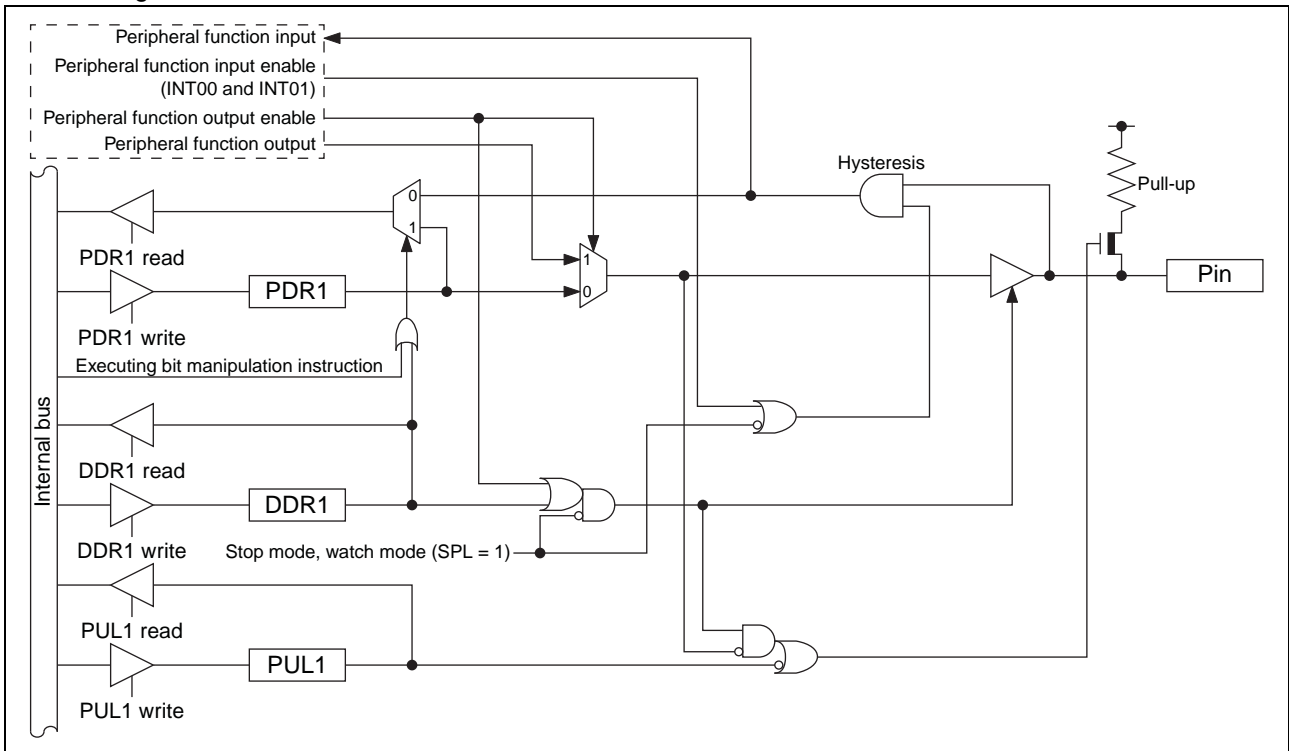 Peripheral function input
Peripheral function input enable
(INT00 and INT01)
Peripheral function output enable
Peripheral function output
Hysteresis
Pull-up
0
1
PDR1 read
1
0
PDR1
Pin
PDR1 write
Executing bit manipulation instruction
Internal bus
DDR1 read
DDR1
DDR1 write
Stop mode, watch mode (SPL = 1)
PUL1 read
PUL1
PUL1 write